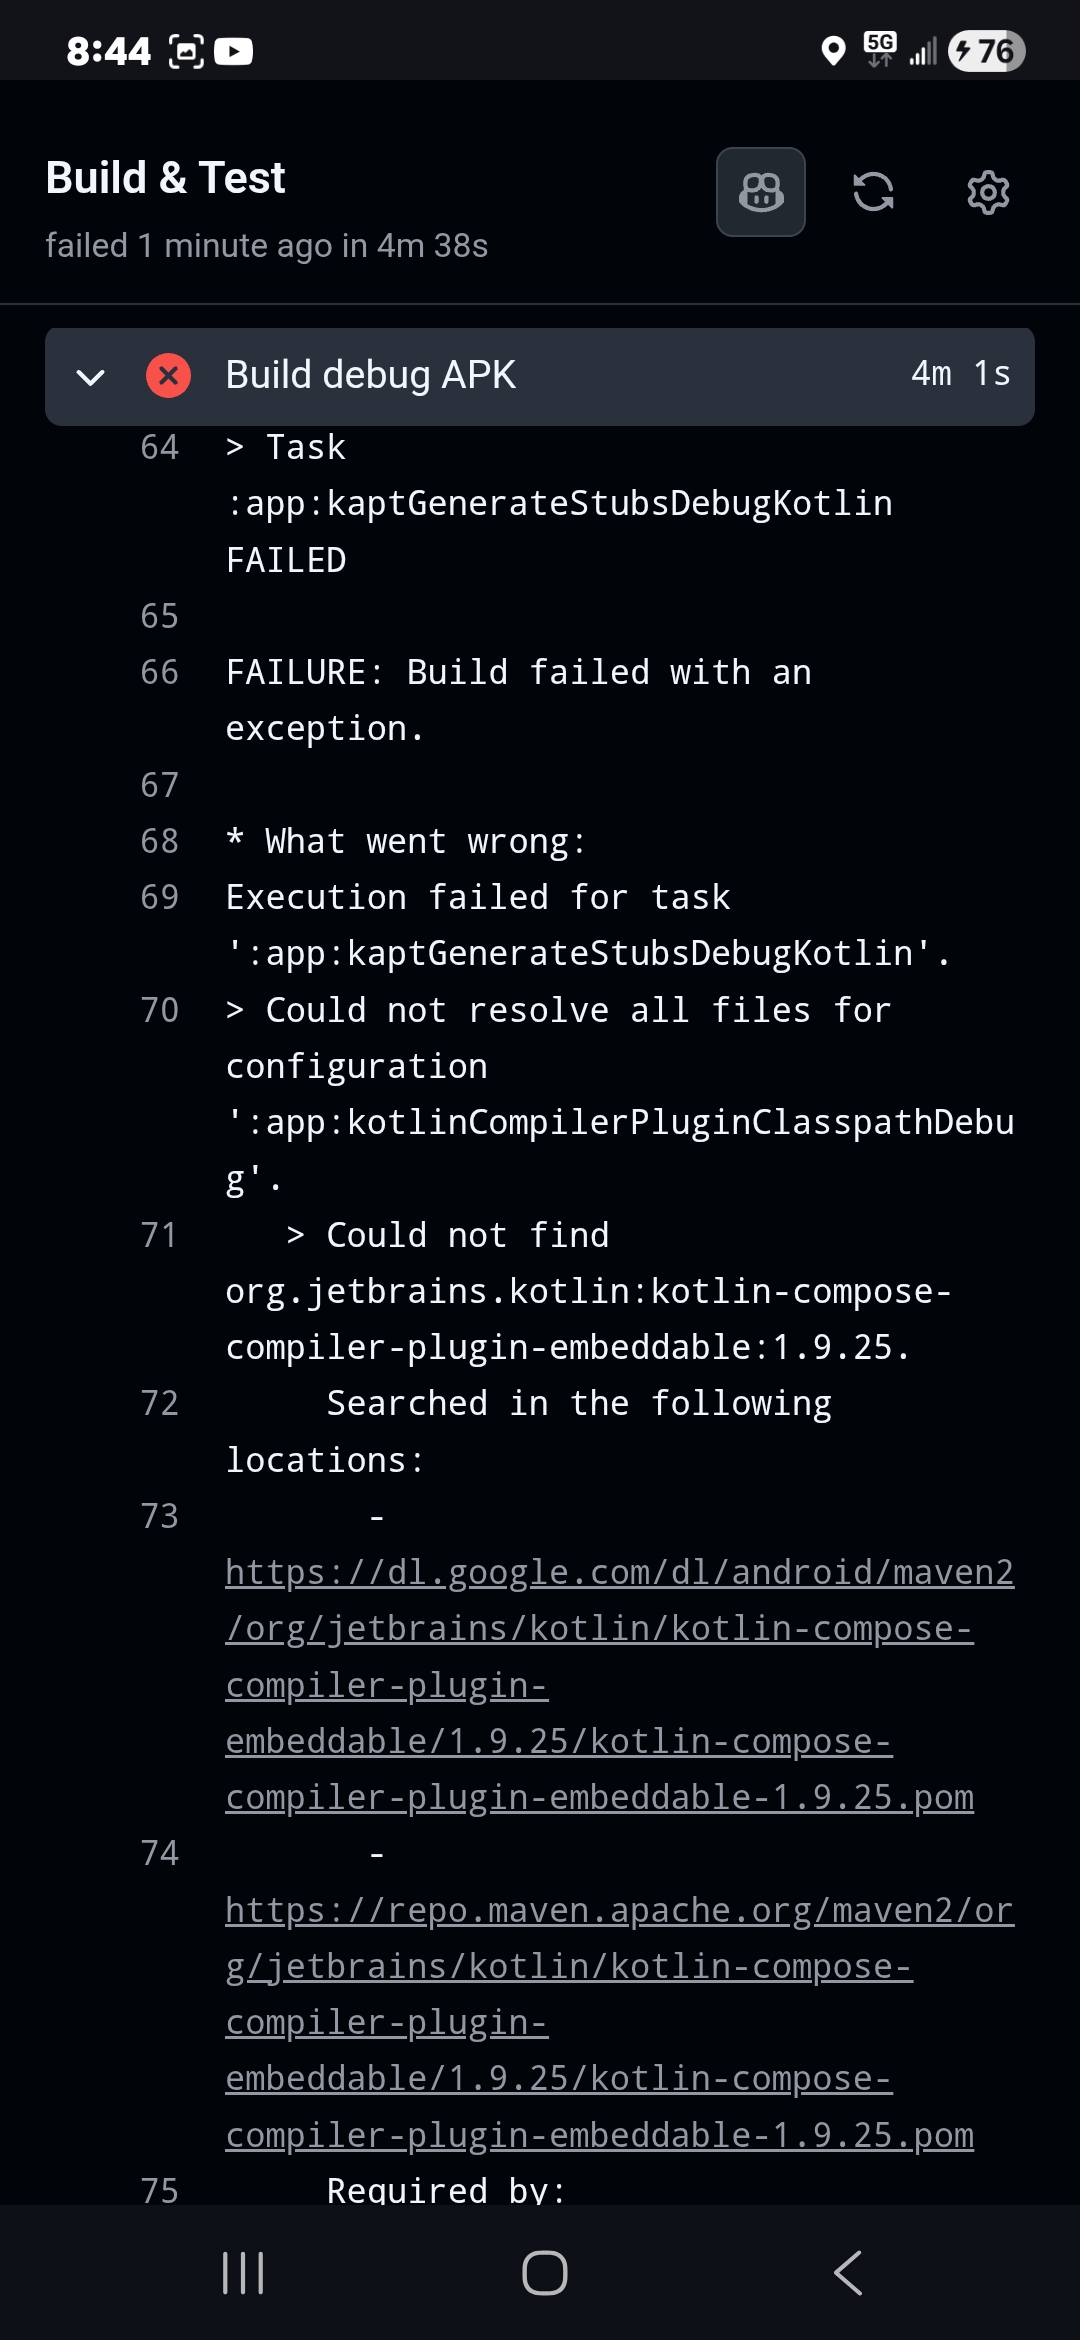 8:44
5G
76
Build & Test
failed 1 minute ago in 4m 38s
Build debug APK
4m 1s
64 > Task
:app:kaptGenerateStubsDebugKotlin
FAILED
65
66 FAILURE: Build failed with an
exception.
67
68 * What went wrong:
69 Execution failed for task
':app:kaptGenerateStubsDebugKotlin'.
70 > Could not resolve all files for
configuration
':app:kotlinCompilerPluginClasspathDebu
g'.
71 > Could not find
org.jetbrains.kotlin:kotlin-compose-
compiler-plugin-embeddable:1.9.25.
72 Searched in the following
locations:
73 -
https://dl.google.com/dl/android/maven2
/org/jetbrains/kotlin/kotlin-compose-
compiler-plugin-
embeddable/1.9.25/kotlin-compose-
compiler-plugin-embeddable-1.9.25.pom
74 -
https://repo.maven.apache.org/maven2/or
g/jetbrains/kotlin/kotlin-compose-
compiler-plugin-
embeddable/1.9.25/kotlin-compose-
compiler-plugin-embeddable-1.9.25.pom
75 Required by: